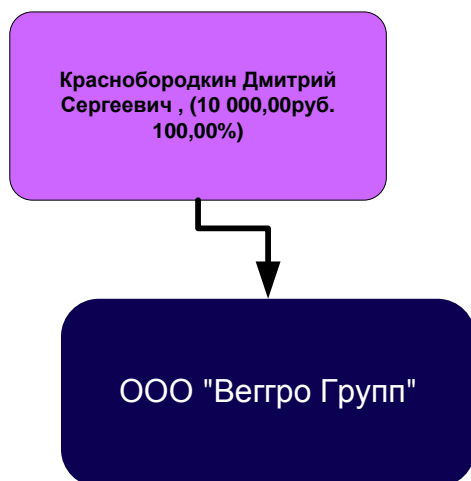 Краснобородкин Дмитрий
Сергеевич , (10 000,00руб.
100,00%)
ООО "Веггро Групп"